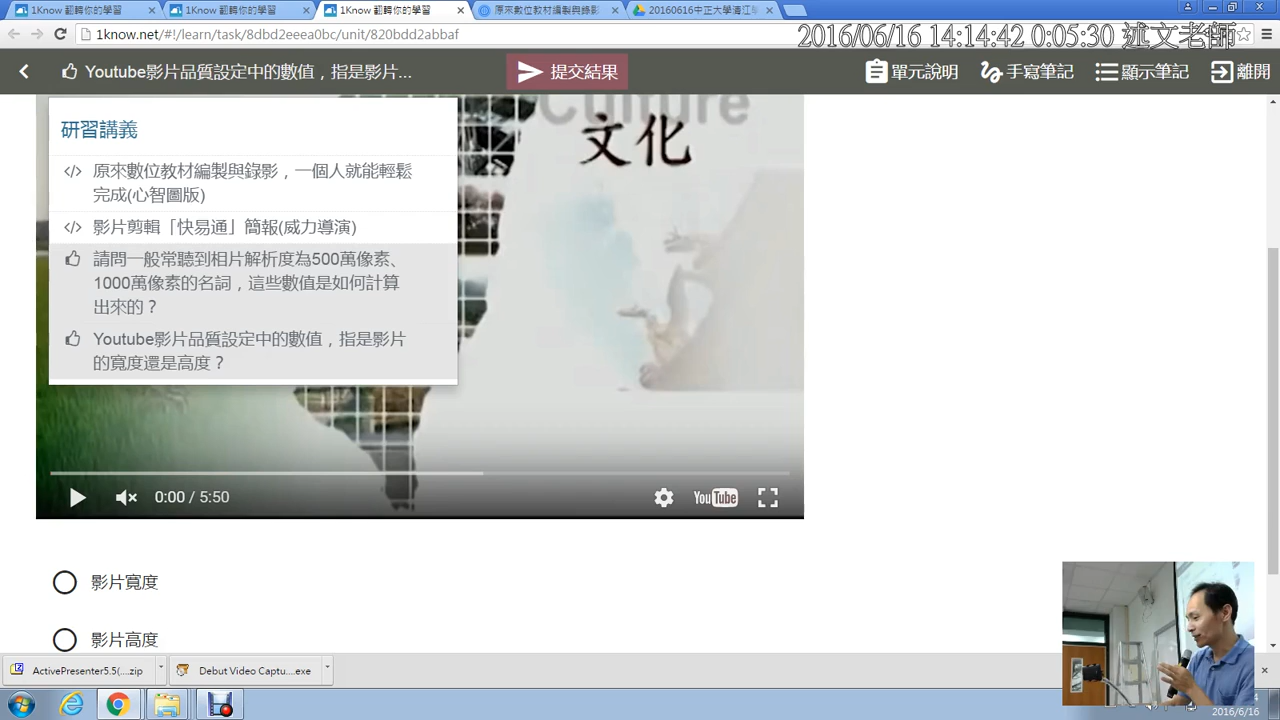 1Know 翻轉你的學習
1Know 翻轉你的學習
1Know 翻轉你的學習
原來數位教材編製與錄影
20160616中正大學清江學
1know.net/#!/learn/task/8dbd2eeea0bc/unit/820bdd2abbaf
2016/06/16 14:14:42 0:05:30 述文老師
Youtube影片品質設定中的數值，指是影片...
提交結果
單元說明
手寫筆記
顯示筆記
離開
Culture
文化
研習講義
原來數位教材編製與錄影，一個人就能輕鬆
完成(心智圖版)
影片剪輯「快易通」簡報(威力導演)
請問一般常聽到相片解析度為500萬像素、
1000萬像素的名詞，這些數值是如何計算
出來的？
Youtube影片品質設定中的數值，指是影片
的寬度還是高度？
0:00 / 5:50
YouTube
影片寬度
影片高度
ActivePresenter5.5(....zip
Debut Video Captu....exe
2016/6/16